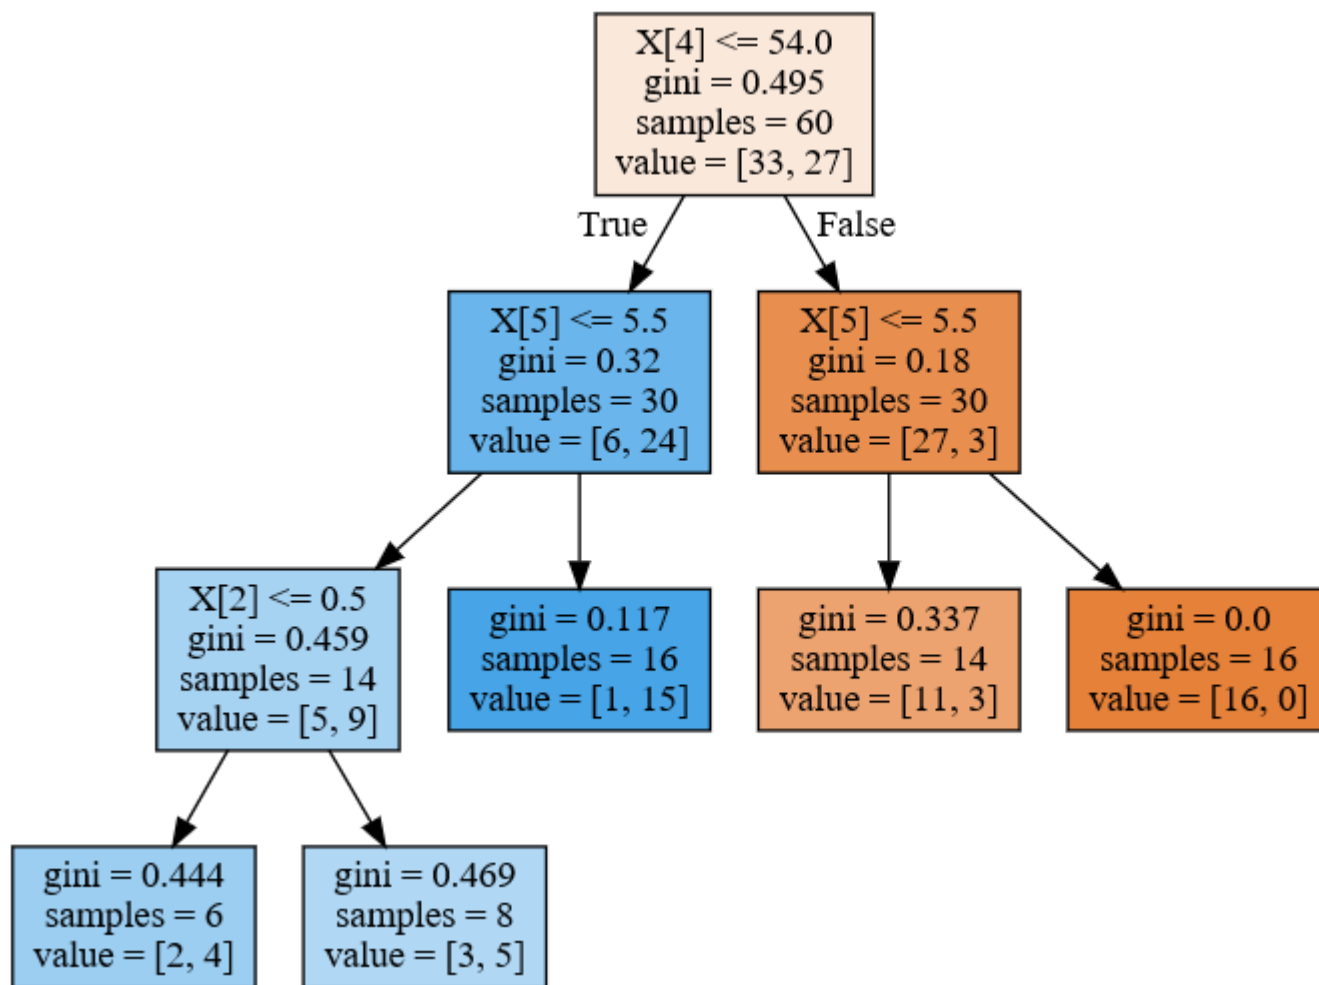 X[4] <= 54.0
gini = 0.495
samples = 60
value = [33, 27]
True
False
X[5] <= 5.5
gini = 0.32
samples = 30
value = [6, 24]
X[5] <= 5.5
gini = 0.18
samples = 30
value = [27, 3]
X[2] <= 0.5
gini = 0.459
samples = 14
value = [5, 9]
gini = 0.117
samples = 16
value = [1, 15]
gini = 0.337
samples = 14
value = [11, 3]
gini = 0.0
samples = 16
value = [16, 0]
gini = 0.444
samples = 6
value = [2, 4]
gini = 0.469
samples = 8
value = [3, 5]